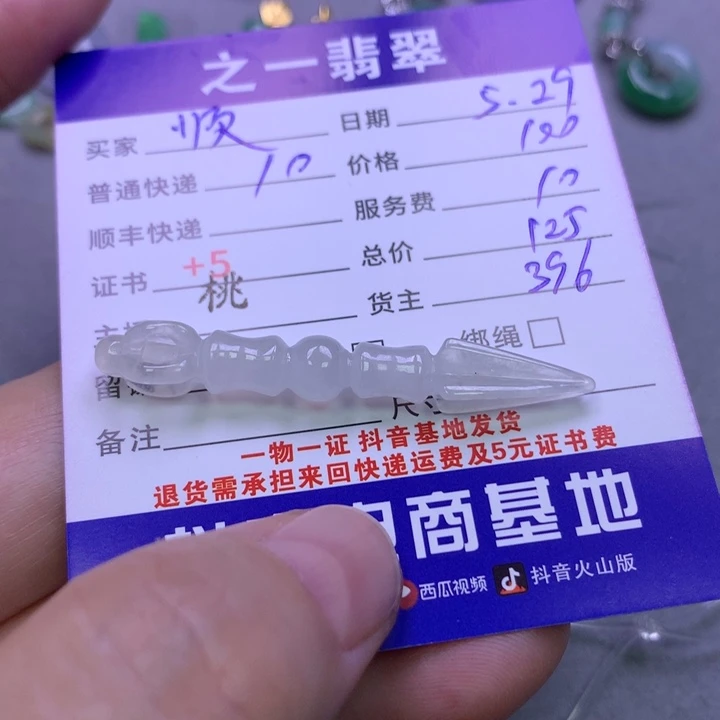 之一翡翠
买家 顺 日期 5.29
普通快递 10 价格 100
顺丰快递 服务费 10
证书 +5 总价 125
桃 货主 396
绑绳
备注
一物一证 抖音基地发货
退货需承担来回快递运费及5元证书费
电商基地
西瓜视频 抖音火山版